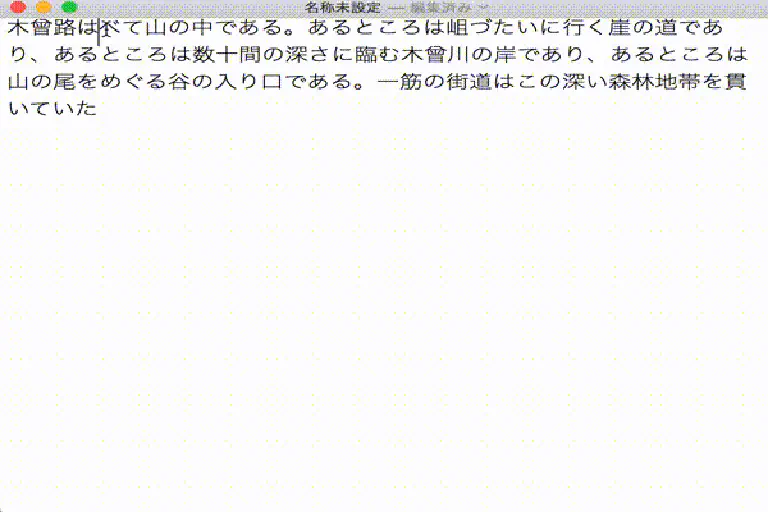 名称未設定 — 編集済み
木曾路は
て山の中である。あるところは岨づたいに行く崖の道であ
り、あるところは数十間の深さに臨む木曾川の岸であり、あるところは
山の尾をめぐる谷の入り口である。一筋の街道はこの深い森林地帯を貫
いていた